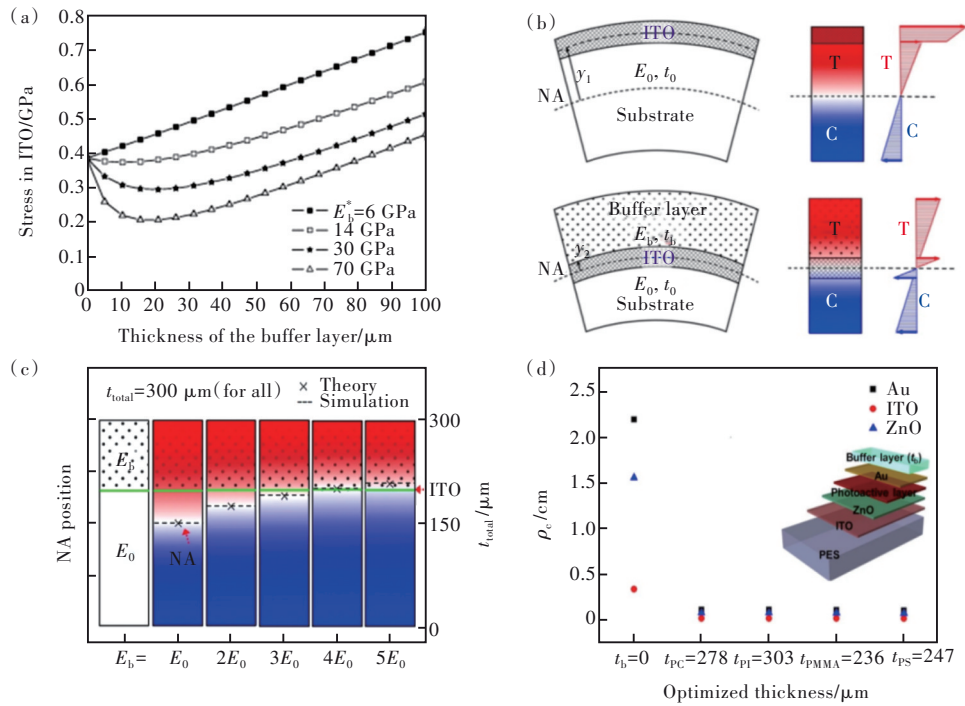 (a)
0.8
0.7
0.6
0.5
0.4
0.3
0.2
0.1
0
Stress in ITO/GPa
E*b=6 GPa
14 GPa
30 GPa
70 GPa
0 10 20 30 40 50 60 70 80 90 100
Thickness of the buffer layer/μm
(b)
ITO
y1
E0, t0
NA
Substrate
T
T
C
C
Buffer layer
Eb, tb
y2
ITO
NA
E0, t0
Substrate
T
T
C
C
(c)
ttotal=300 μm(for all)
Theory
Simulation
NA position
Eb
E0
NA
300
ITO
150
0
ttotal/μm
Eb= E0 2E0 3E0 4E0 5E0
(d)
Au
ITO
ZnO
2.5
2.0
1.5
1.0
0.5
0
ρc/cm
Buffer layer (tb)
Au
Photoactive layer
ZnO
ITO
PES
tb=0 tPC=278 tPI=303 tPMMA=236 tPS=247
Optimized thickness/μm